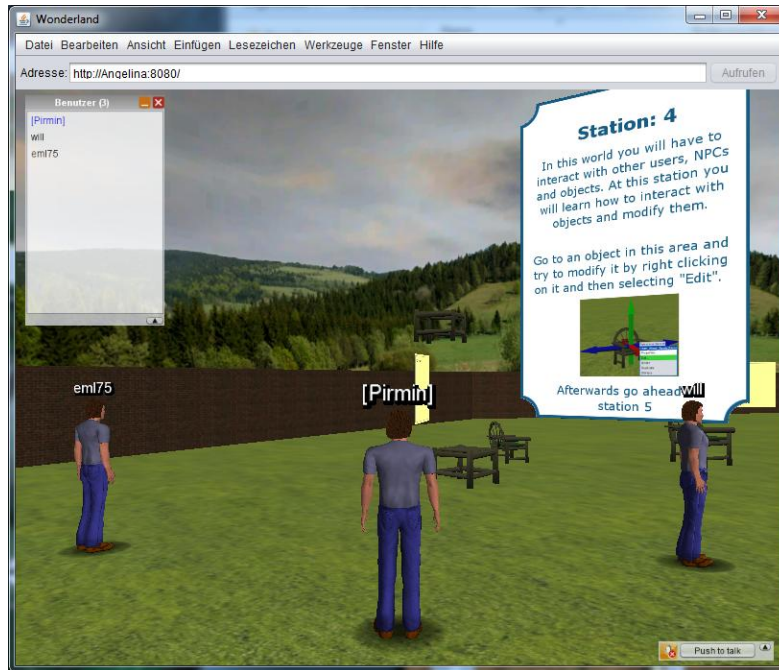 Wonderland
Datei Bearbeiten Ansicht Einfügen Lesezeichen Werkzeuge Fenster Hilfe
Adresse: http://Angelina:8080/ Aufrufen
Benutzer (3)
[Pirmin]
will
eml75
Station: 4
In this world you will have to
interact with other users, NPCs
and objects. At this station you
will learn how to interact with
objects and modify them.
Go to an object in this area and
try to modify it by right clicking
on it and then selecting "Edit".
Afterwards go ahead
station 5
eml75
[Pirmin]
will
Push to talk